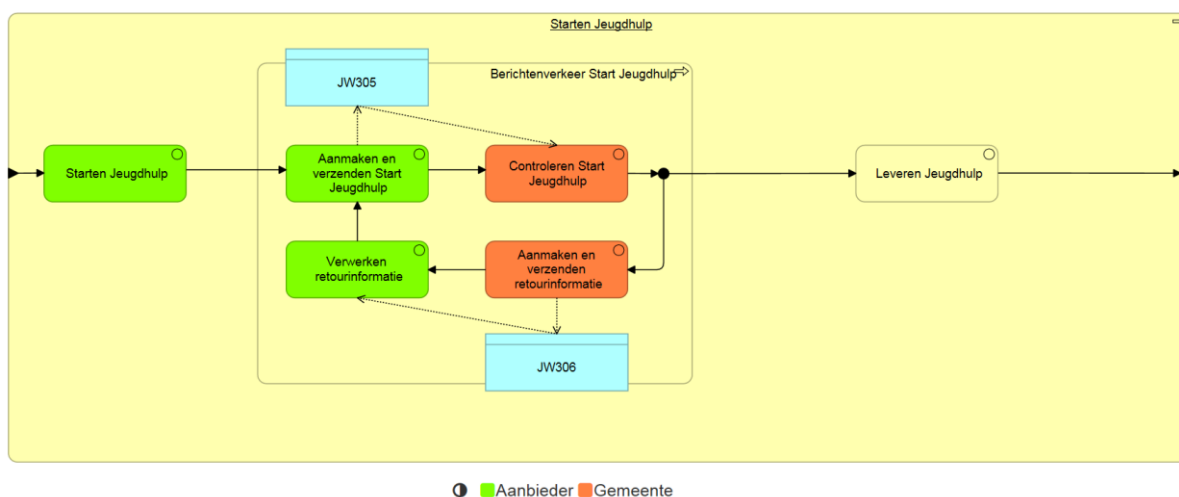 Starten Jeugdhulp
JW305
Berichtenverkeer Start Jeugdhulp
Starten Jeugdhulp
Aanmaken en
verzenden Start
Jeugdhulp
Controleren Start
Jeugdhulp
Leveren Jeugdhulp
Verwerken
retourinformatie
Aanmaken en
verzenden
retourinformatie
JW306
Aanbieder Gemeente